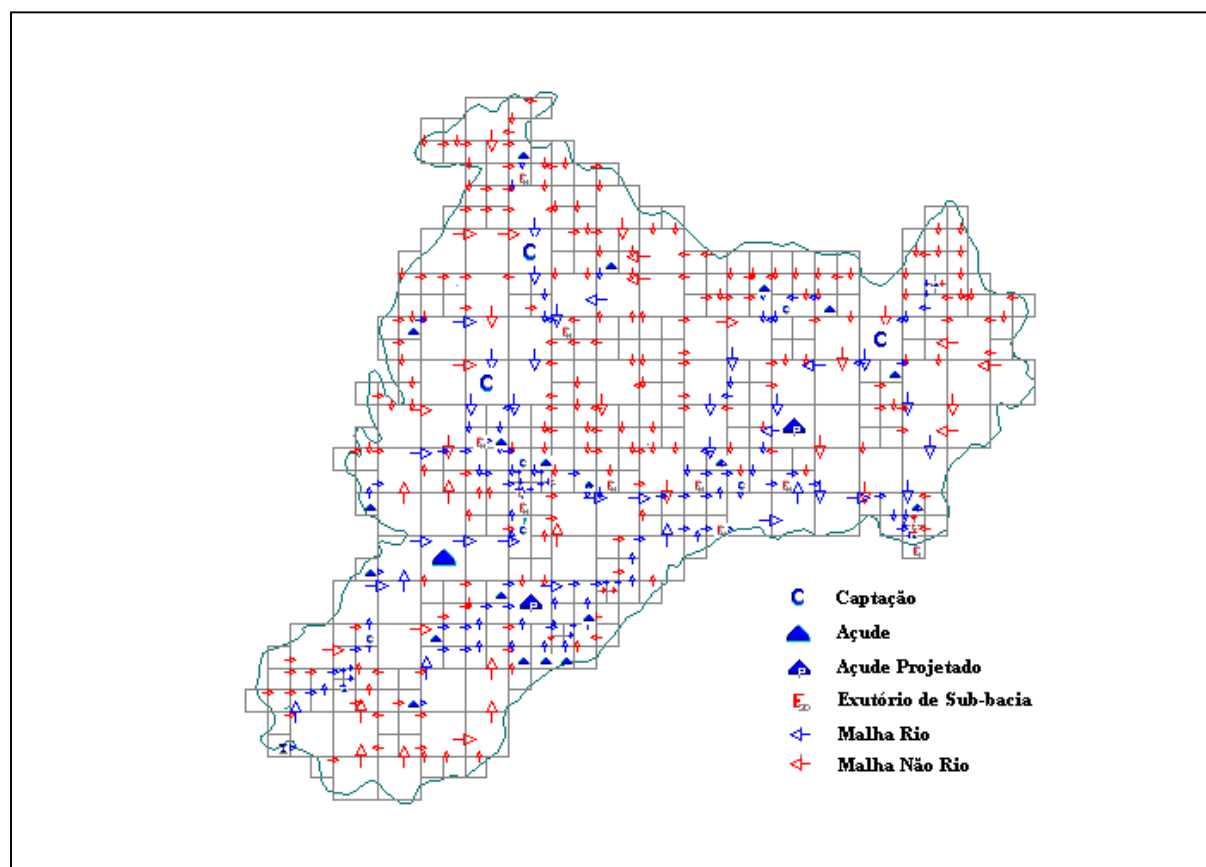 C Captação
Açude
P Açude Projetado
E Exutório de Sub-bacia
Malha Rio
Malha Não Rio